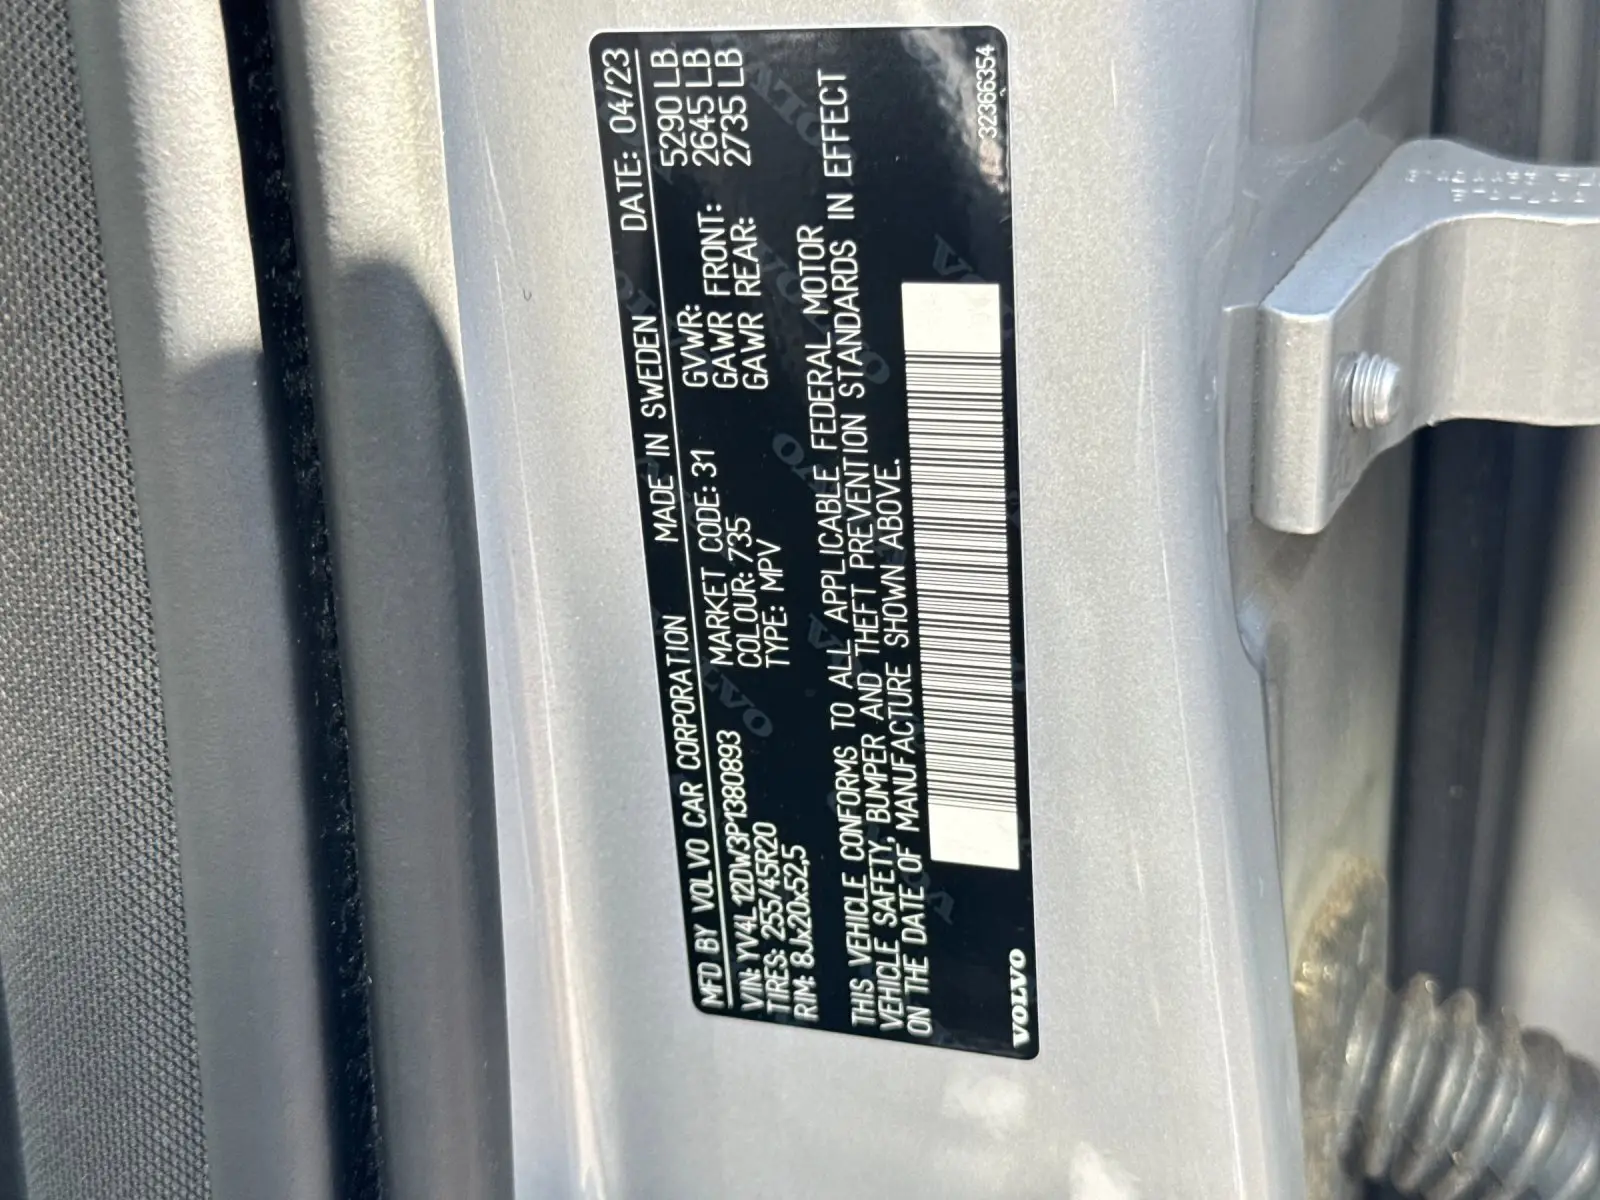 MFD BY VOLVO CAR CORPORATION MADE IN SWEDEN DATE: 04/23
VIN: YV4L12DW3P1380893 MARKET CODE: 31 GVWR: 5290 LB
TIRES: 255/45R20 COLOUR: 735 GAWR FRONT: 2645 LB
RIM: 8Jx20x52,5 TYPE: MPV GAWR REAR: 2735 LB
THIS VEHICLE CONFORMS TO ALL APPLICABLE FEDERAL MOTOR
VEHICLE SAFETY, BUMPER AND THEFT PREVENTION STANDARDS IN EFFECT
ON THE DATE OF MANUFACTURE SHOWN ABOVE.
VOLVO 32366354